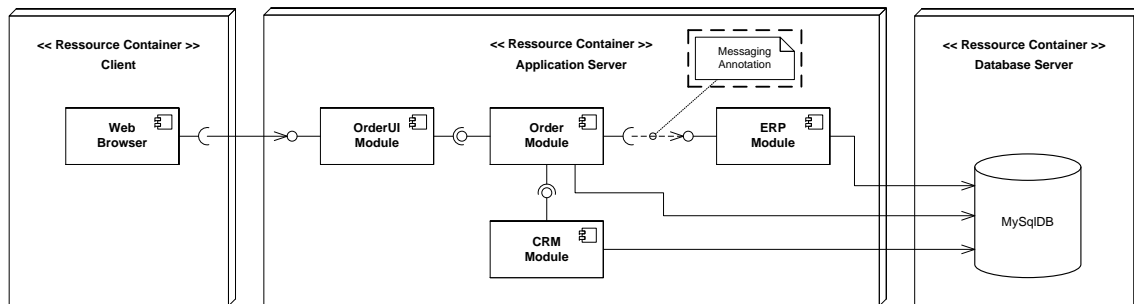 << Ressource Container >>
Client
Web
Browser
<< Ressource Container >>
Application Server
Messaging
Annotation
OrderUI
Module
Order
Module
ERP
Module
CRM
Module
<< Ressource Container >>
Database Server
MySqlDB